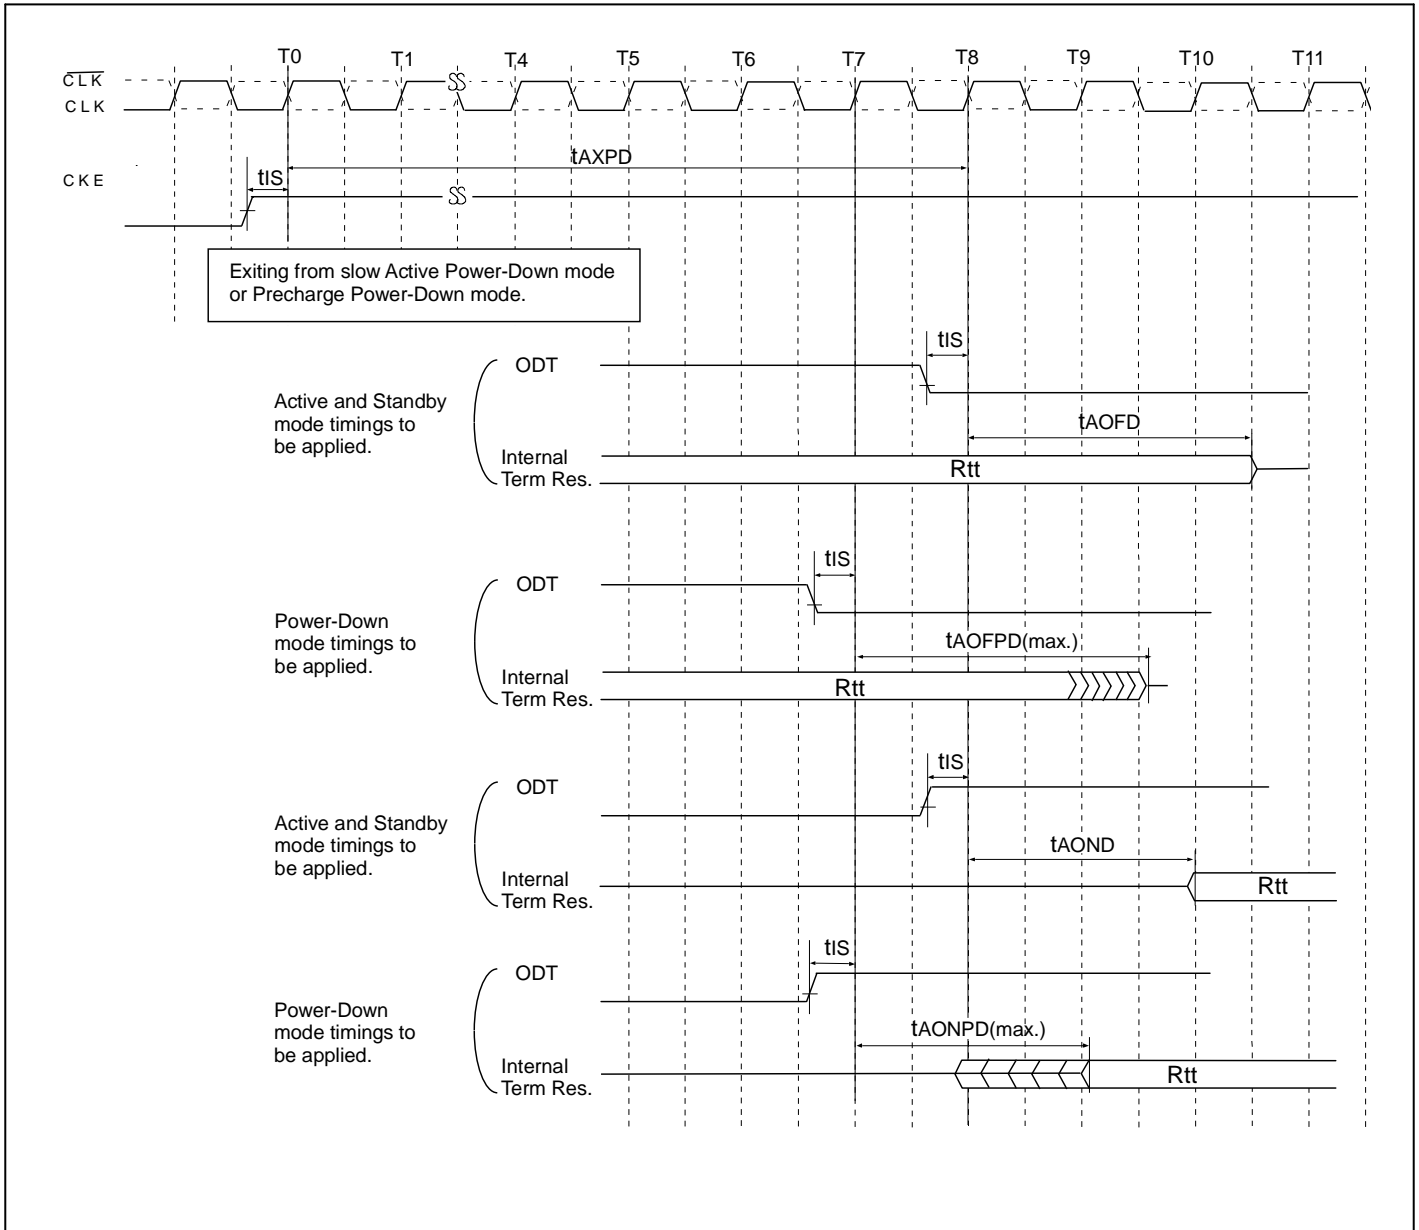 T0 T1 T4 T5 T6 T7 T8 T9 T10 T11
CLK
CLK
tAXPD
CKE
tIS
Exiting from slow Active Power-Down mode
or Precharge Power-Down mode.
tIS
ODT
Active and Standby
mode timings to
be applied.
tAOFD
Internal
Term Res.
Rtt
tIS
ODT
Power-Down
mode timings to
be applied.
tAOFPD(max.)
Internal
Term Res.
Rtt
tIS
ODT
Active and Standby
mode timings to
be applied.
tAOND
Internal
Term Res.
Rtt
tIS
ODT
Power-Down
mode timings to
be applied.
tAONPD(max.)
Internal
Term Res.
Rtt